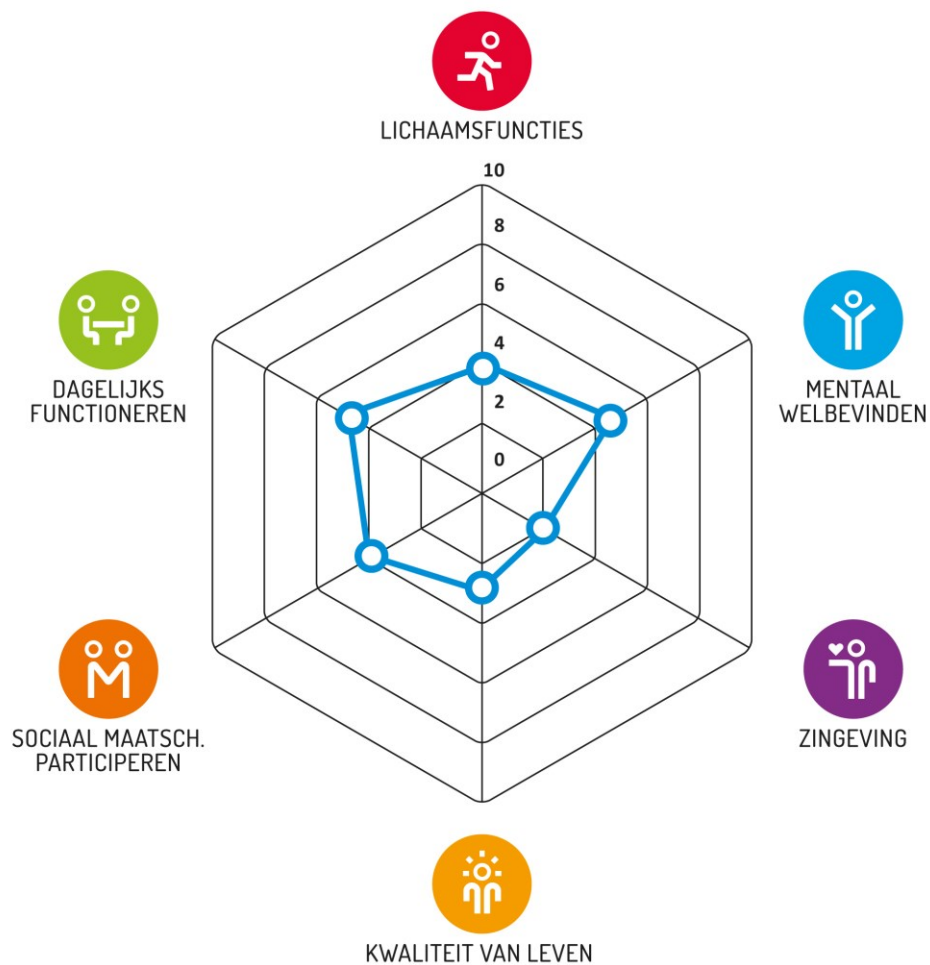 LICHAAMSFUNCTIES
10
8
6
4
2
0
DAGELIJKS
FUNCTIONEREN
MENTAAL
WELBEVINDEN
SOCIAAL MAATSCH.
PARTICIPEREN
ZINGEVING
KWALITEIT VAN LEVEN